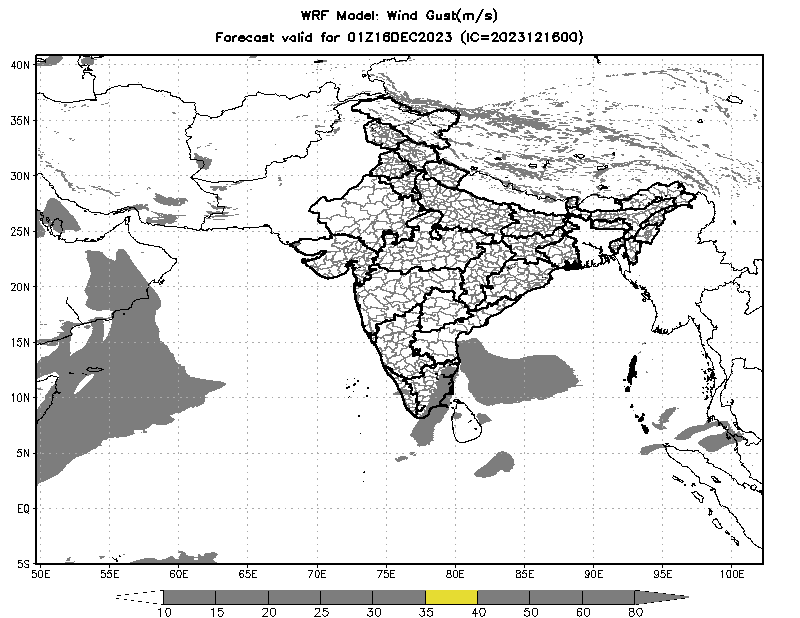 WRF Model: Wind Gust(m/s)
Forecast valid for 01Z16DEC2023 (IC=2023121600)
40N
35N
30N
25N
20N
15N
10N
5N
EQ
5S
50E 55E 60E 65E 70E 75E 80E 85E 90E 95E 100E
10 15 20 25 30 35 40 50 60 80